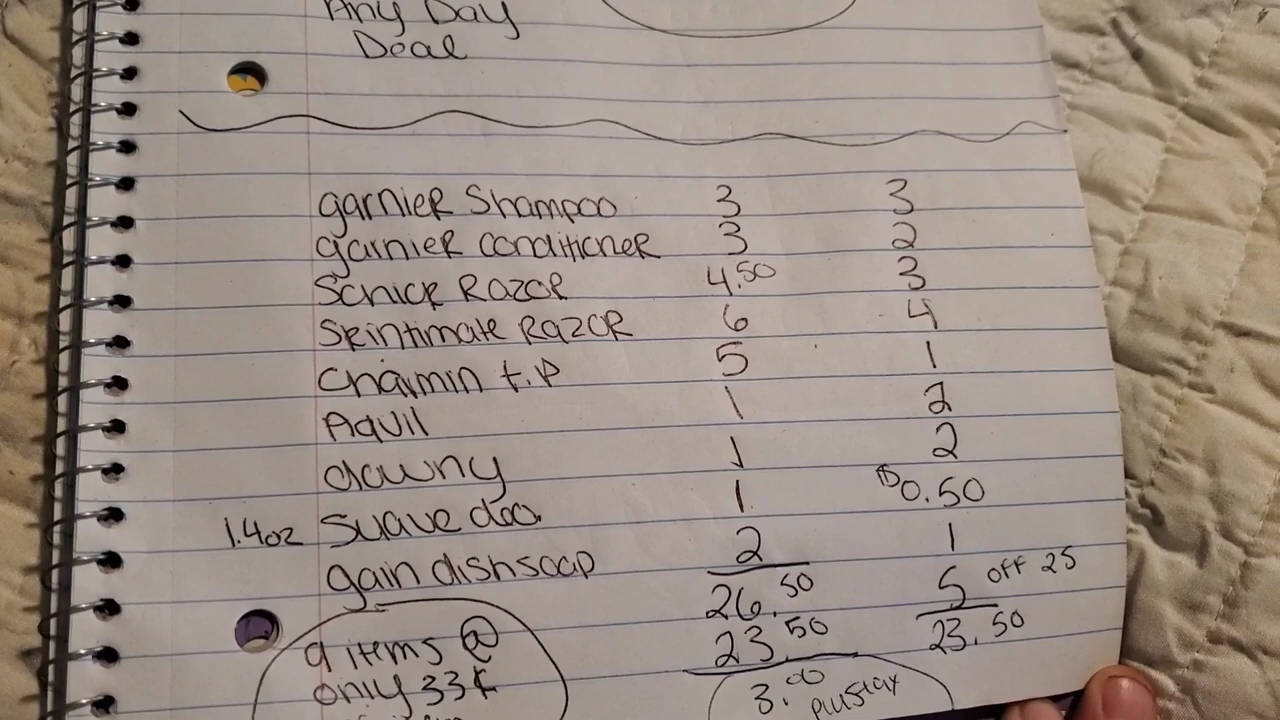 Any Day
Deal
garnier Shampoo 3 3
garnier conditioner 3 2
Schick Razor 4.50 3
Skintimate Razor 6 4
Charmin t.p 5 1
Advil 1 2
downy 1 2
1.4oz Suave doo. 1 $0.50
gain dishsoap 2 1
26.50 5 off 25
23.50 23.50
9 items @
only 33¢
3.00 plus tax